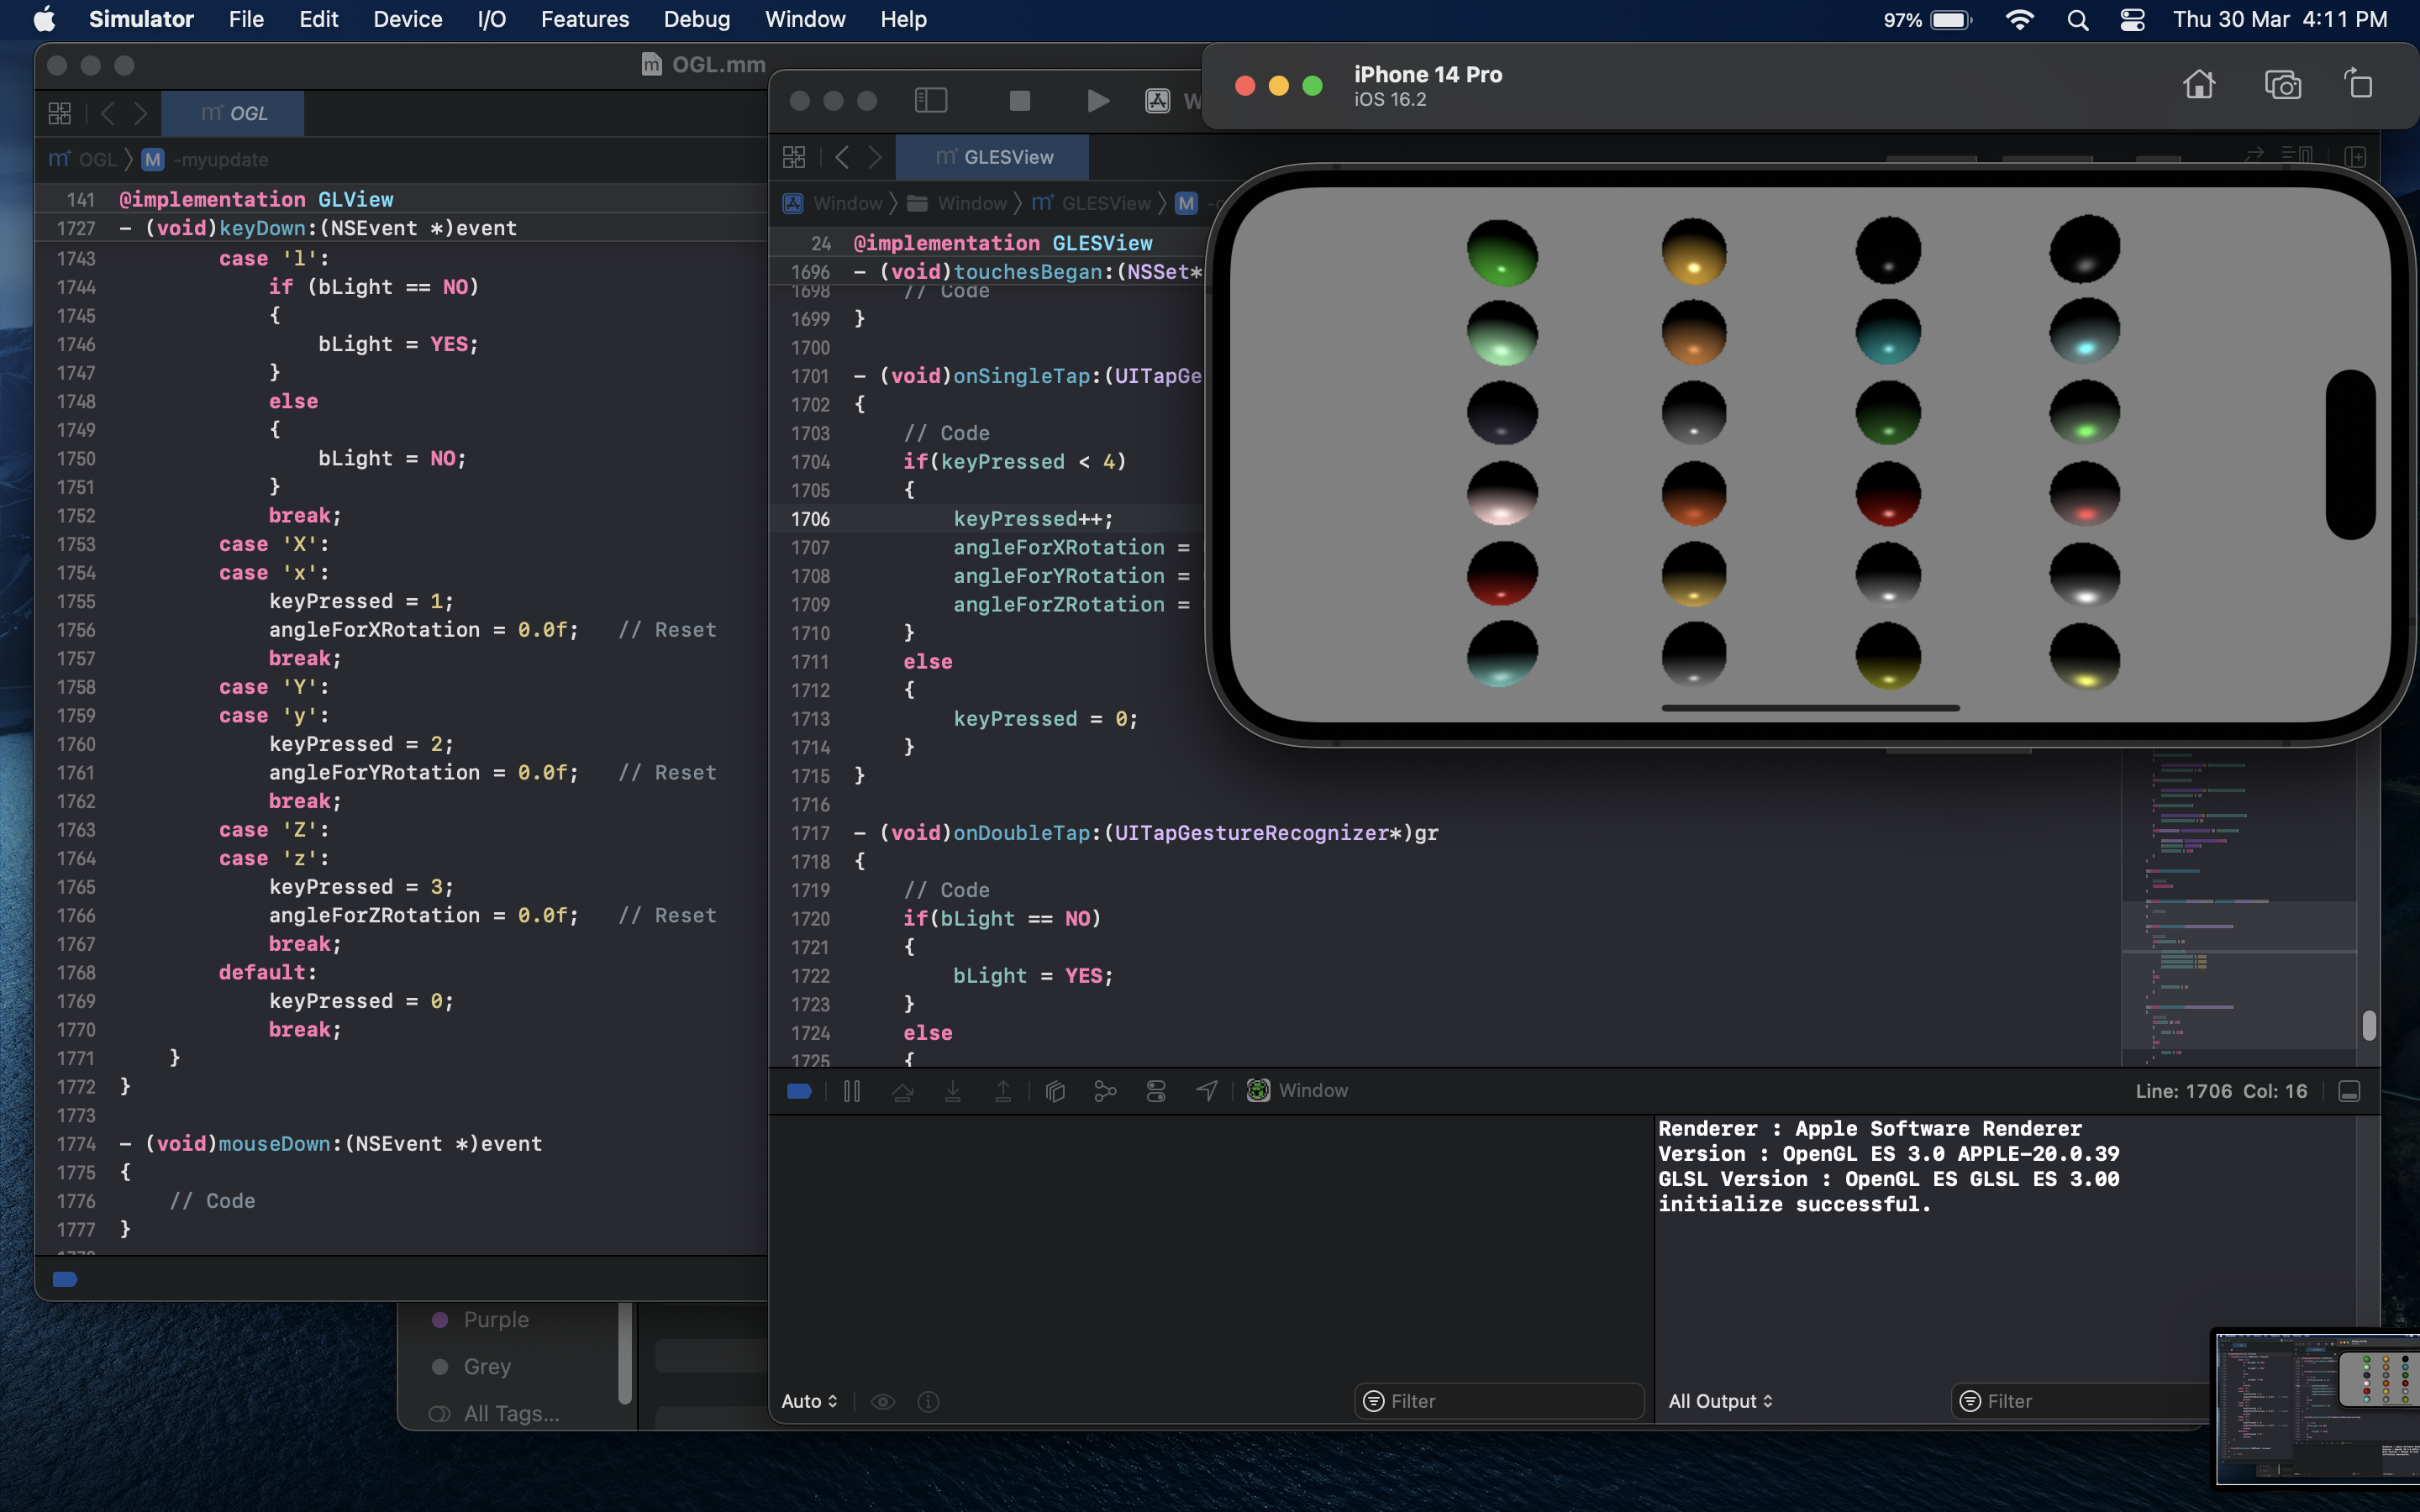 Simulator File Edit Device I/O Features Debug Window Help 97% Thu 30 Mar 4:11 PM
OGL.mm
OGL
OGL M -myupdate
141 @implementation GLView
1727 - (void)keyDown:(NSEvent *)event
1743 case 'l':
1744 if (bLight == NO)
1745 {
1746 bLight = YES;
1747 }
1748 else
1749 {
1750 bLight = NO;
1751 }
1752 break;
1753 case 'X':
1754 case 'x':
1755 keyPressed = 1;
1756 angleForXRotation = 0.0f; // Reset
1757 break;
1758 case 'Y':
1759 case 'y':
1760 keyPressed = 2;
1761 angleForYRotation = 0.0f; // Reset
1762 break;
1763 case 'Z':
1764 case 'z':
1765 keyPressed = 3;
1766 angleForZRotation = 0.0f; // Reset
1767 break;
1768 default:
1769 keyPressed = 0;
1770 break;
1771 }
1772 }
1773
1774 - (void)mouseDown:(NSEvent *)event
1775 {
1776 // Code
1777 }
iPhone 14 Pro
iOS 16.2
GLESView
Window Window GLESView M
24 @implementation GLESView
1696 - (void)touchesBegan:(NSSet*
1698 // Code
1699 }
1700
1701 - (void)onSingleTap:(UITapGe
1702 {
1703 // Code
1704 if(keyPressed < 4)
1705 {
1706 keyPressed++;
1707 angleForXRotation =
1708 angleForYRotation =
1709 angleForZRotation =
1710 }
1711 else
1712 {
1713 keyPressed = 0;
1714 }
1715 }
1716
1717 - (void)onDoubleTap:(UITapGestureRecognizer*)gr
1718 {
1719 // Code
1720 if(bLight == NO)
1721 {
1722 bLight = YES;
1723 }
1724 else
1725 {
Window Line: 1706 Col: 16
Renderer : Apple Software Renderer
Version : OpenGL ES 3.0 APPLE-20.0.39
GLSL Version : OpenGL ES GLSL ES 3.00
initialize successful.
Auto Filter All Output Filter
Purple
Grey
All Tags...